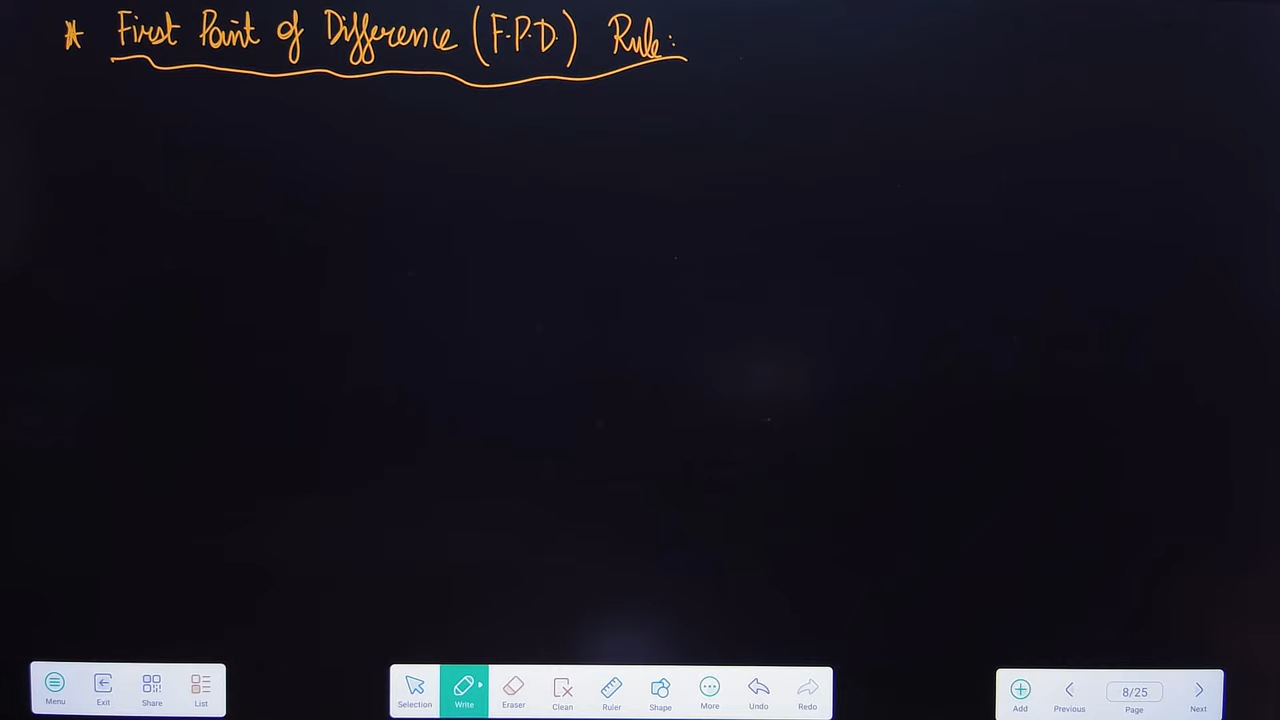 * First Point of Difference (F.P.D.) Rule:
Menu Exit Share List
Selection Write Eraser Clean Ruler Shape More Undo Redo
Add Previous 8/25 Page Next